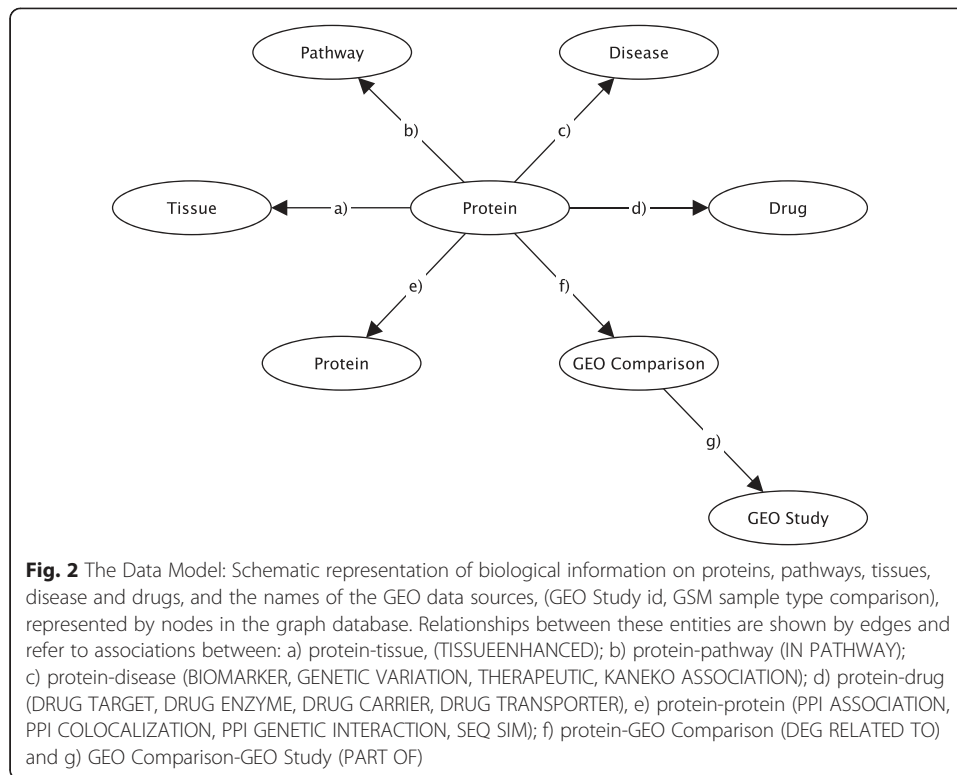 Pathway
Disease
b)
c)
Tissue
a)
Protein
d)
Drug
e)
f)
Protein
GEO Comparison
g)
GEO Study
Fig. 2 The Data Model: Schematic representation of biological information on proteins, pathways, tissues,
disease and drugs, and the names of the GEO data sources, (GEO Study id, GSM sample type comparison),
represented by nodes in the graph database. Relationships between these entities are shown by edges and
refer to associations between: a) protein-tissue, (TISSUEENHANCED); b) protein-pathway (IN PATHWAY);
c) protein-disease (BIOMARKER, GENETIC VARIATION, THERAPEUTIC, KANEKO ASSOCIATION); d) protein-drug
(DRUG TARGET, DRUG ENZYME, DRUG CARRIER, DRUG TRANSPORTER), e) protein-protein (PPI ASSOCIATION,
PPI COLOCALIZATION, PPI GENETIC INTERACTION, SEQ SIM); f) protein-GEO Comparison (DEG RELATED TO)
and g) GEO Comparison-GEO Study (PART OF)